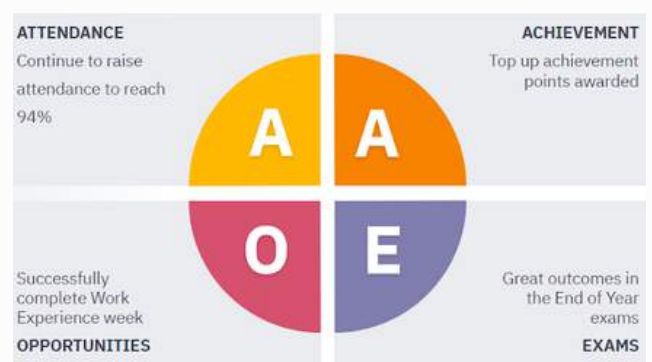 ATTENDANCE
Continue to raise
attendance to reach
94%
ACHIEVEMENT
Top up achievement
points awarded
A
A
O
E
Successfully
complete Work
Experience week
OPPORTUNITIES
Great outcomes in
the End of Year
exams
EXAMS